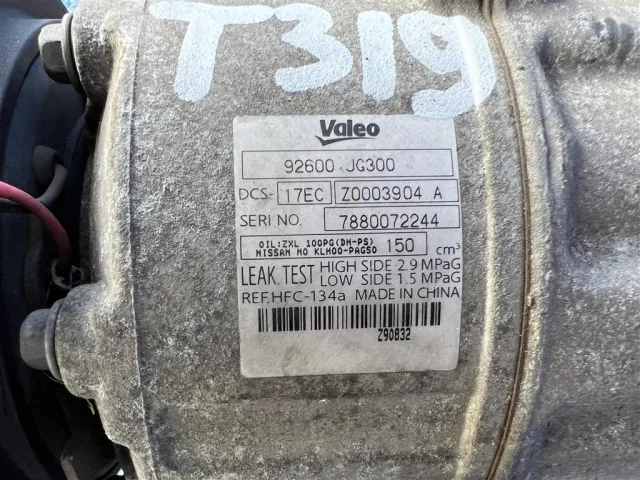 T319
Valeo
92600 JG300
DCS- 17EC Z0003904 A
SERI NO. 7880072244
OIL:ZXL 100PG(DH-PS)
NISSAN NO KLH00-PAG50 150 cm³
LEAK. TEST HIGH SIDE 2.9 MPaG
LOW SIDE 1.5 MPaG
REF.HFC-134a MADE IN CHINA
Z90832